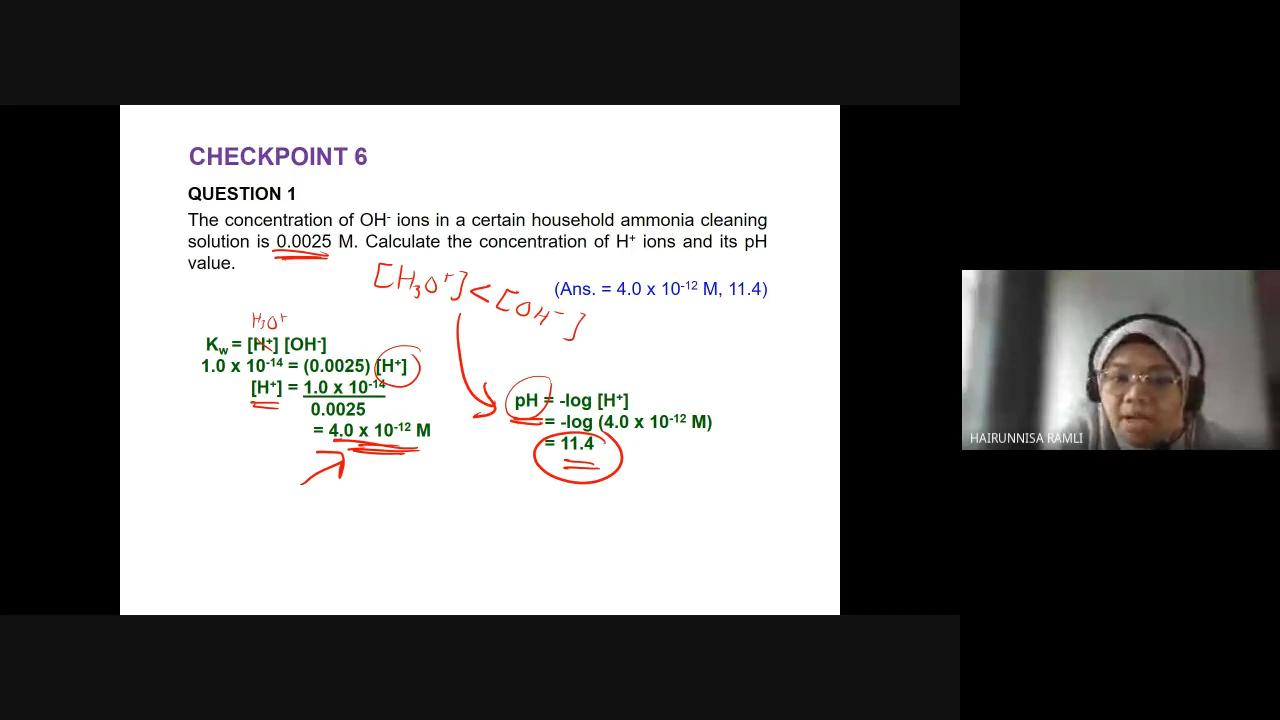 CHECKPOINT 6
QUESTION 1
The concentration of OH⁻ ions in a certain household ammonia cleaning
solution is 0.0025 M. Calculate the concentration of H⁺ ions and its pH
value.
[H₃O⁺] < [OH⁻]
(Ans. = 4.0 x 10⁻¹² M, 11.4)
H₃O⁺
Kw = [H⁺] [OH⁻]
1.0 x 10⁻¹⁴ = (0.0025) [H⁺]
[H⁺] = 1.0 x 10⁻¹⁴
0.0025
= 4.0 x 10⁻¹² M
pH = -log [H⁺]
= -log (4.0 x 10⁻¹² M)
= 11.4
HAIRUNNISA RAMLI